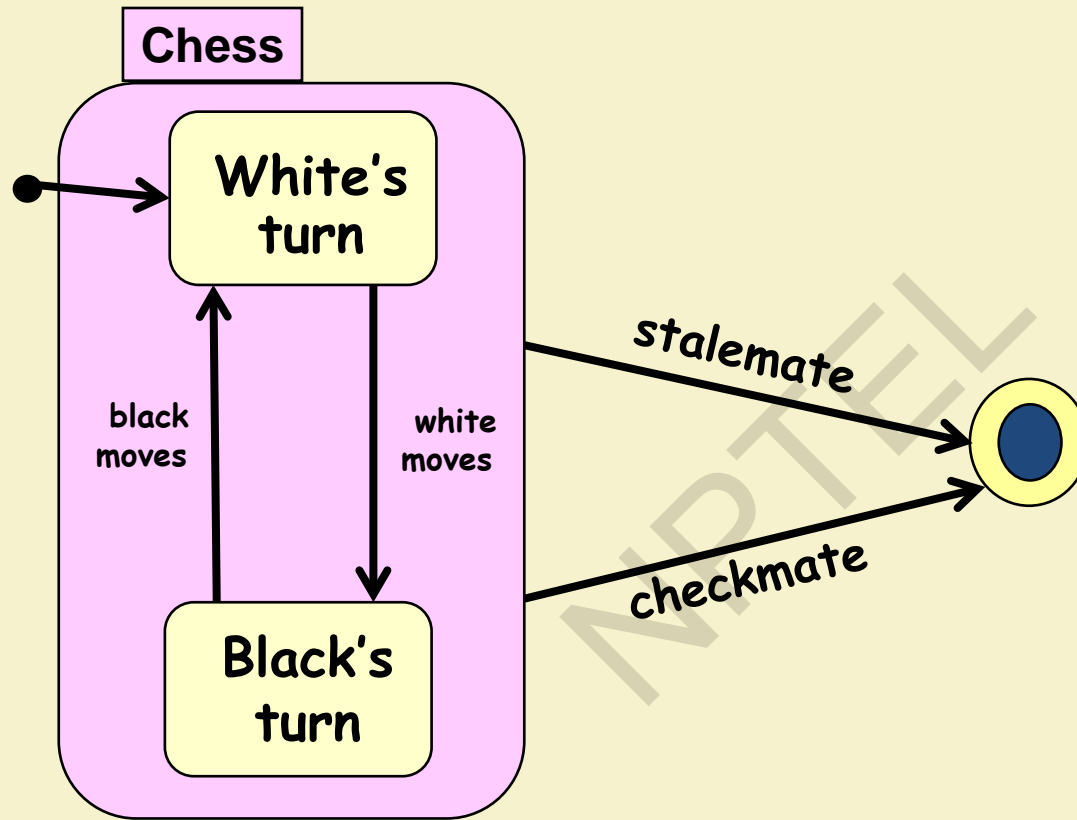 Chess
White's
turn
stalemate
black
moves
white
moves
checkmate
Black's
turn
NPTEL